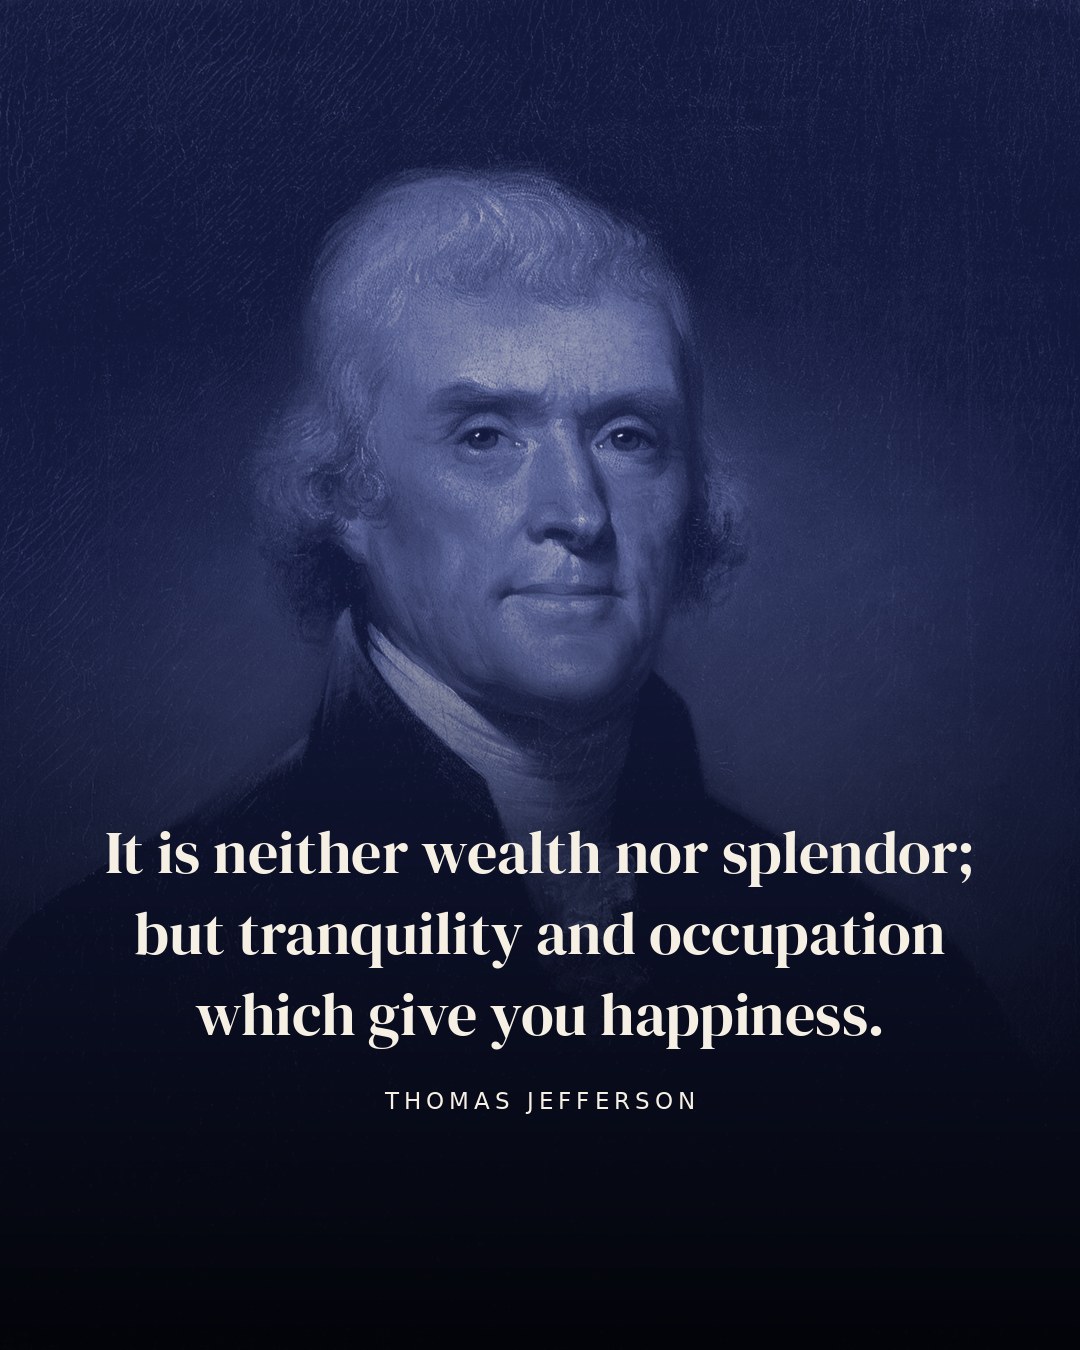 It is neither wealth nor splendor;
but tranquility and occupation
which give you happiness.
THOMAS JEFFERSON